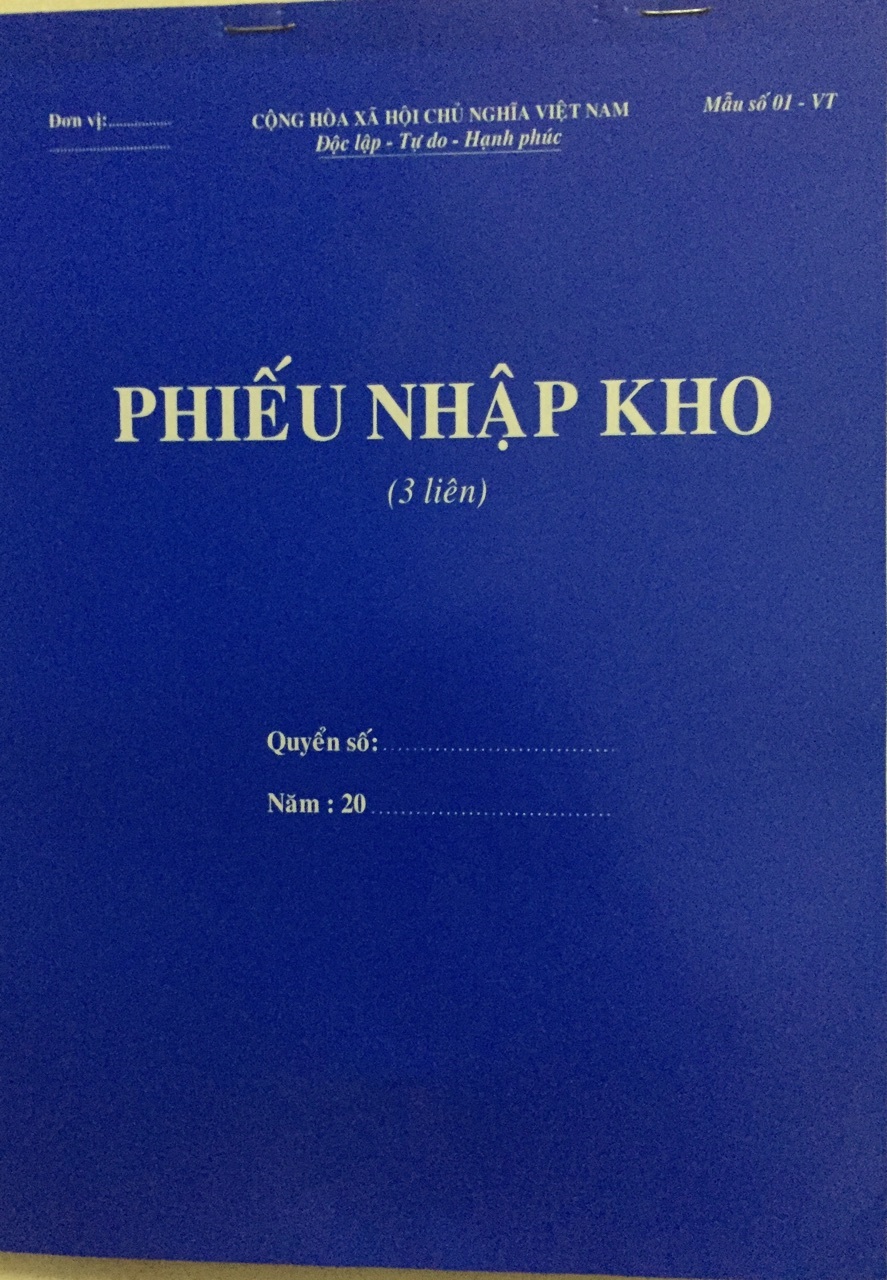 Đơn vị:................
CỘNG HÒA XÃ HỘI CHỦ NGHĨA VIỆT NAM
Mẫu số 01 - VT
Độc lập - Tự do - Hạnh phúc
PHIẾU NHẬP KHO
(3 liên)
Quyển số:..................................
Năm : 20..................................